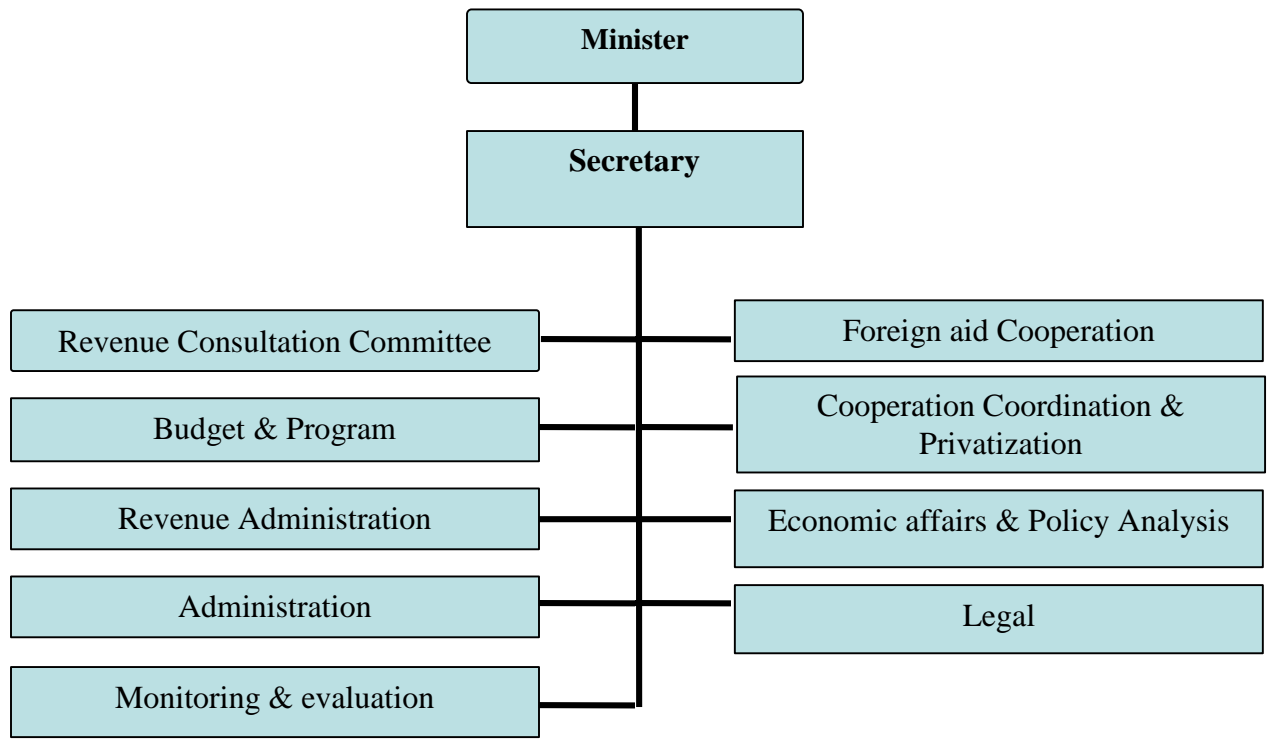 Minister
Secretary
Revenue Consultation Committee
Foreign aid Cooperation
Budget & Program
Cooperation Coordination &
Privatization
Revenue Administration
Economic affairs & Policy Analysis
Administration
Legal
Monitoring & evaluation